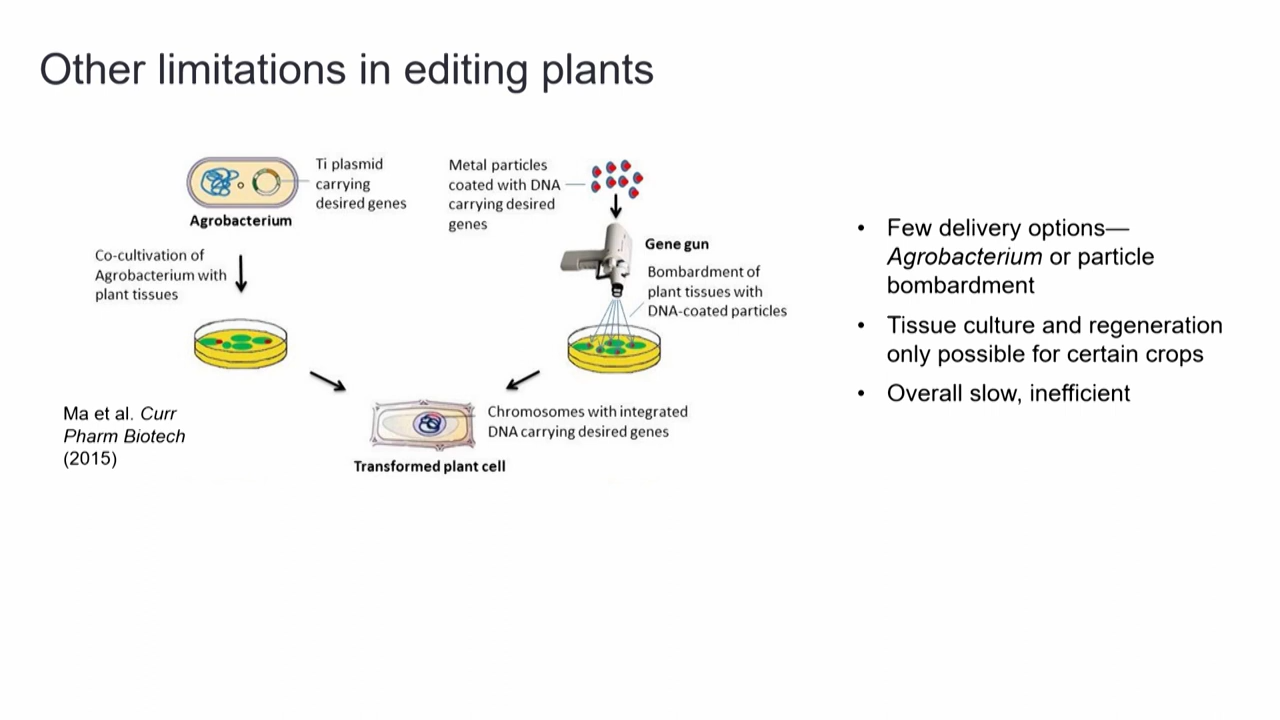 Other limitations in editing plants
Ti plasmid
carrying
desired genes
Agrobacterium
Co-cultivation of
Agrobacterium with
plant tissues
Metal particles
coated with DNA
carrying desired
genes
Gene gun
Bombardment of
plant tissues with
DNA-coated particles
Chromosomes with integrated
DNA carrying desired genes
Transformed plant cell
Ma et al. Curr
Pharm Biotech
(2015)
• Few delivery options—
Agrobacterium or particle
bombardment
• Tissue culture and regeneration
only possible for certain crops
• Overall slow, inefficient